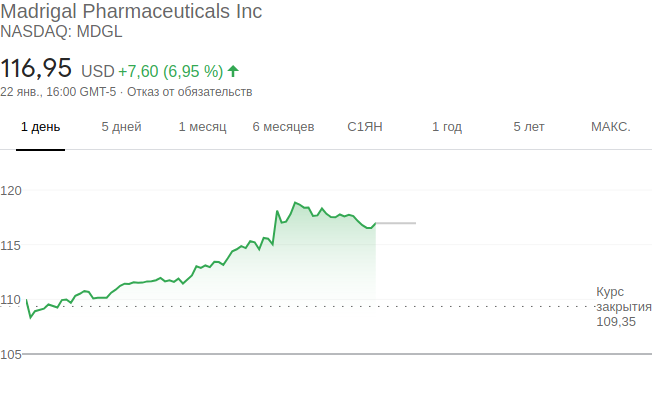 Madrigal Pharmaceuticals Inc
NASDAQ: MDGL
116,95 USD +7,60 (6,95 %)
22 янв., 16:00 GMT-5 · Отказ от обязательств
1 день 5 дней 1 месяц 6 месяцев С1ЯН 1 год 5 лет МАКС.
120
115
110
Курс
закрытия
109,35
105